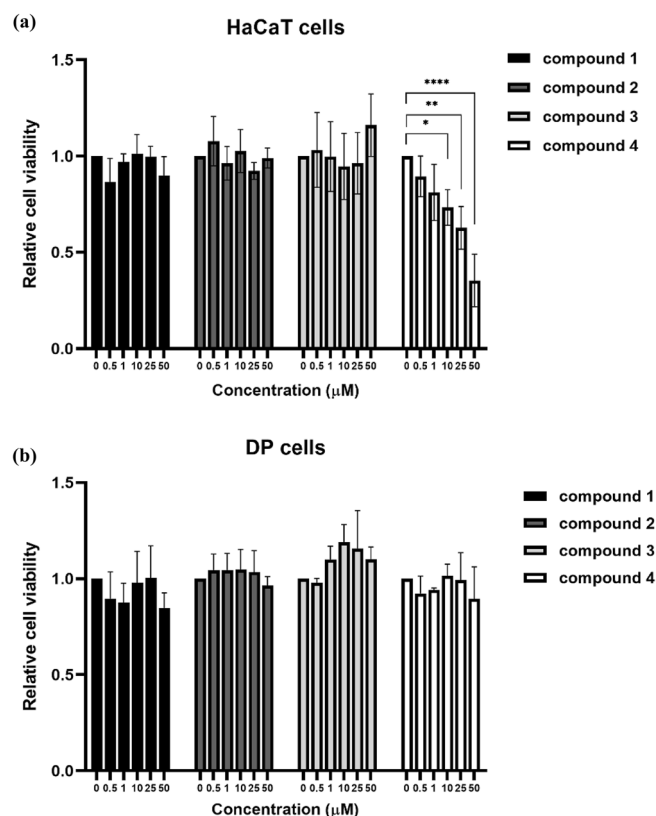 (a)
HaCaT cells
1.5
1.0
0.5
0.0
Relative cell viability
****
**
*
0 0.5 1 10 25 50 0 0.5 1 10 25 50 0 0.5 1 10 25 50 0 0.5 1 10 25 50
Concentration (μM)
compound 1
compound 2
compound 3
compound 4
(b)
DP cells
1.5
1.0
0.5
0.0
Relative cell viability
0 0.5 1 10 25 50 0 0.5 1 10 25 50 0 0.5 1 10 25 50 0 0.5 1 10 25 50
Concentration (μM)
compound 1
compound 2
compound 3
compound 4